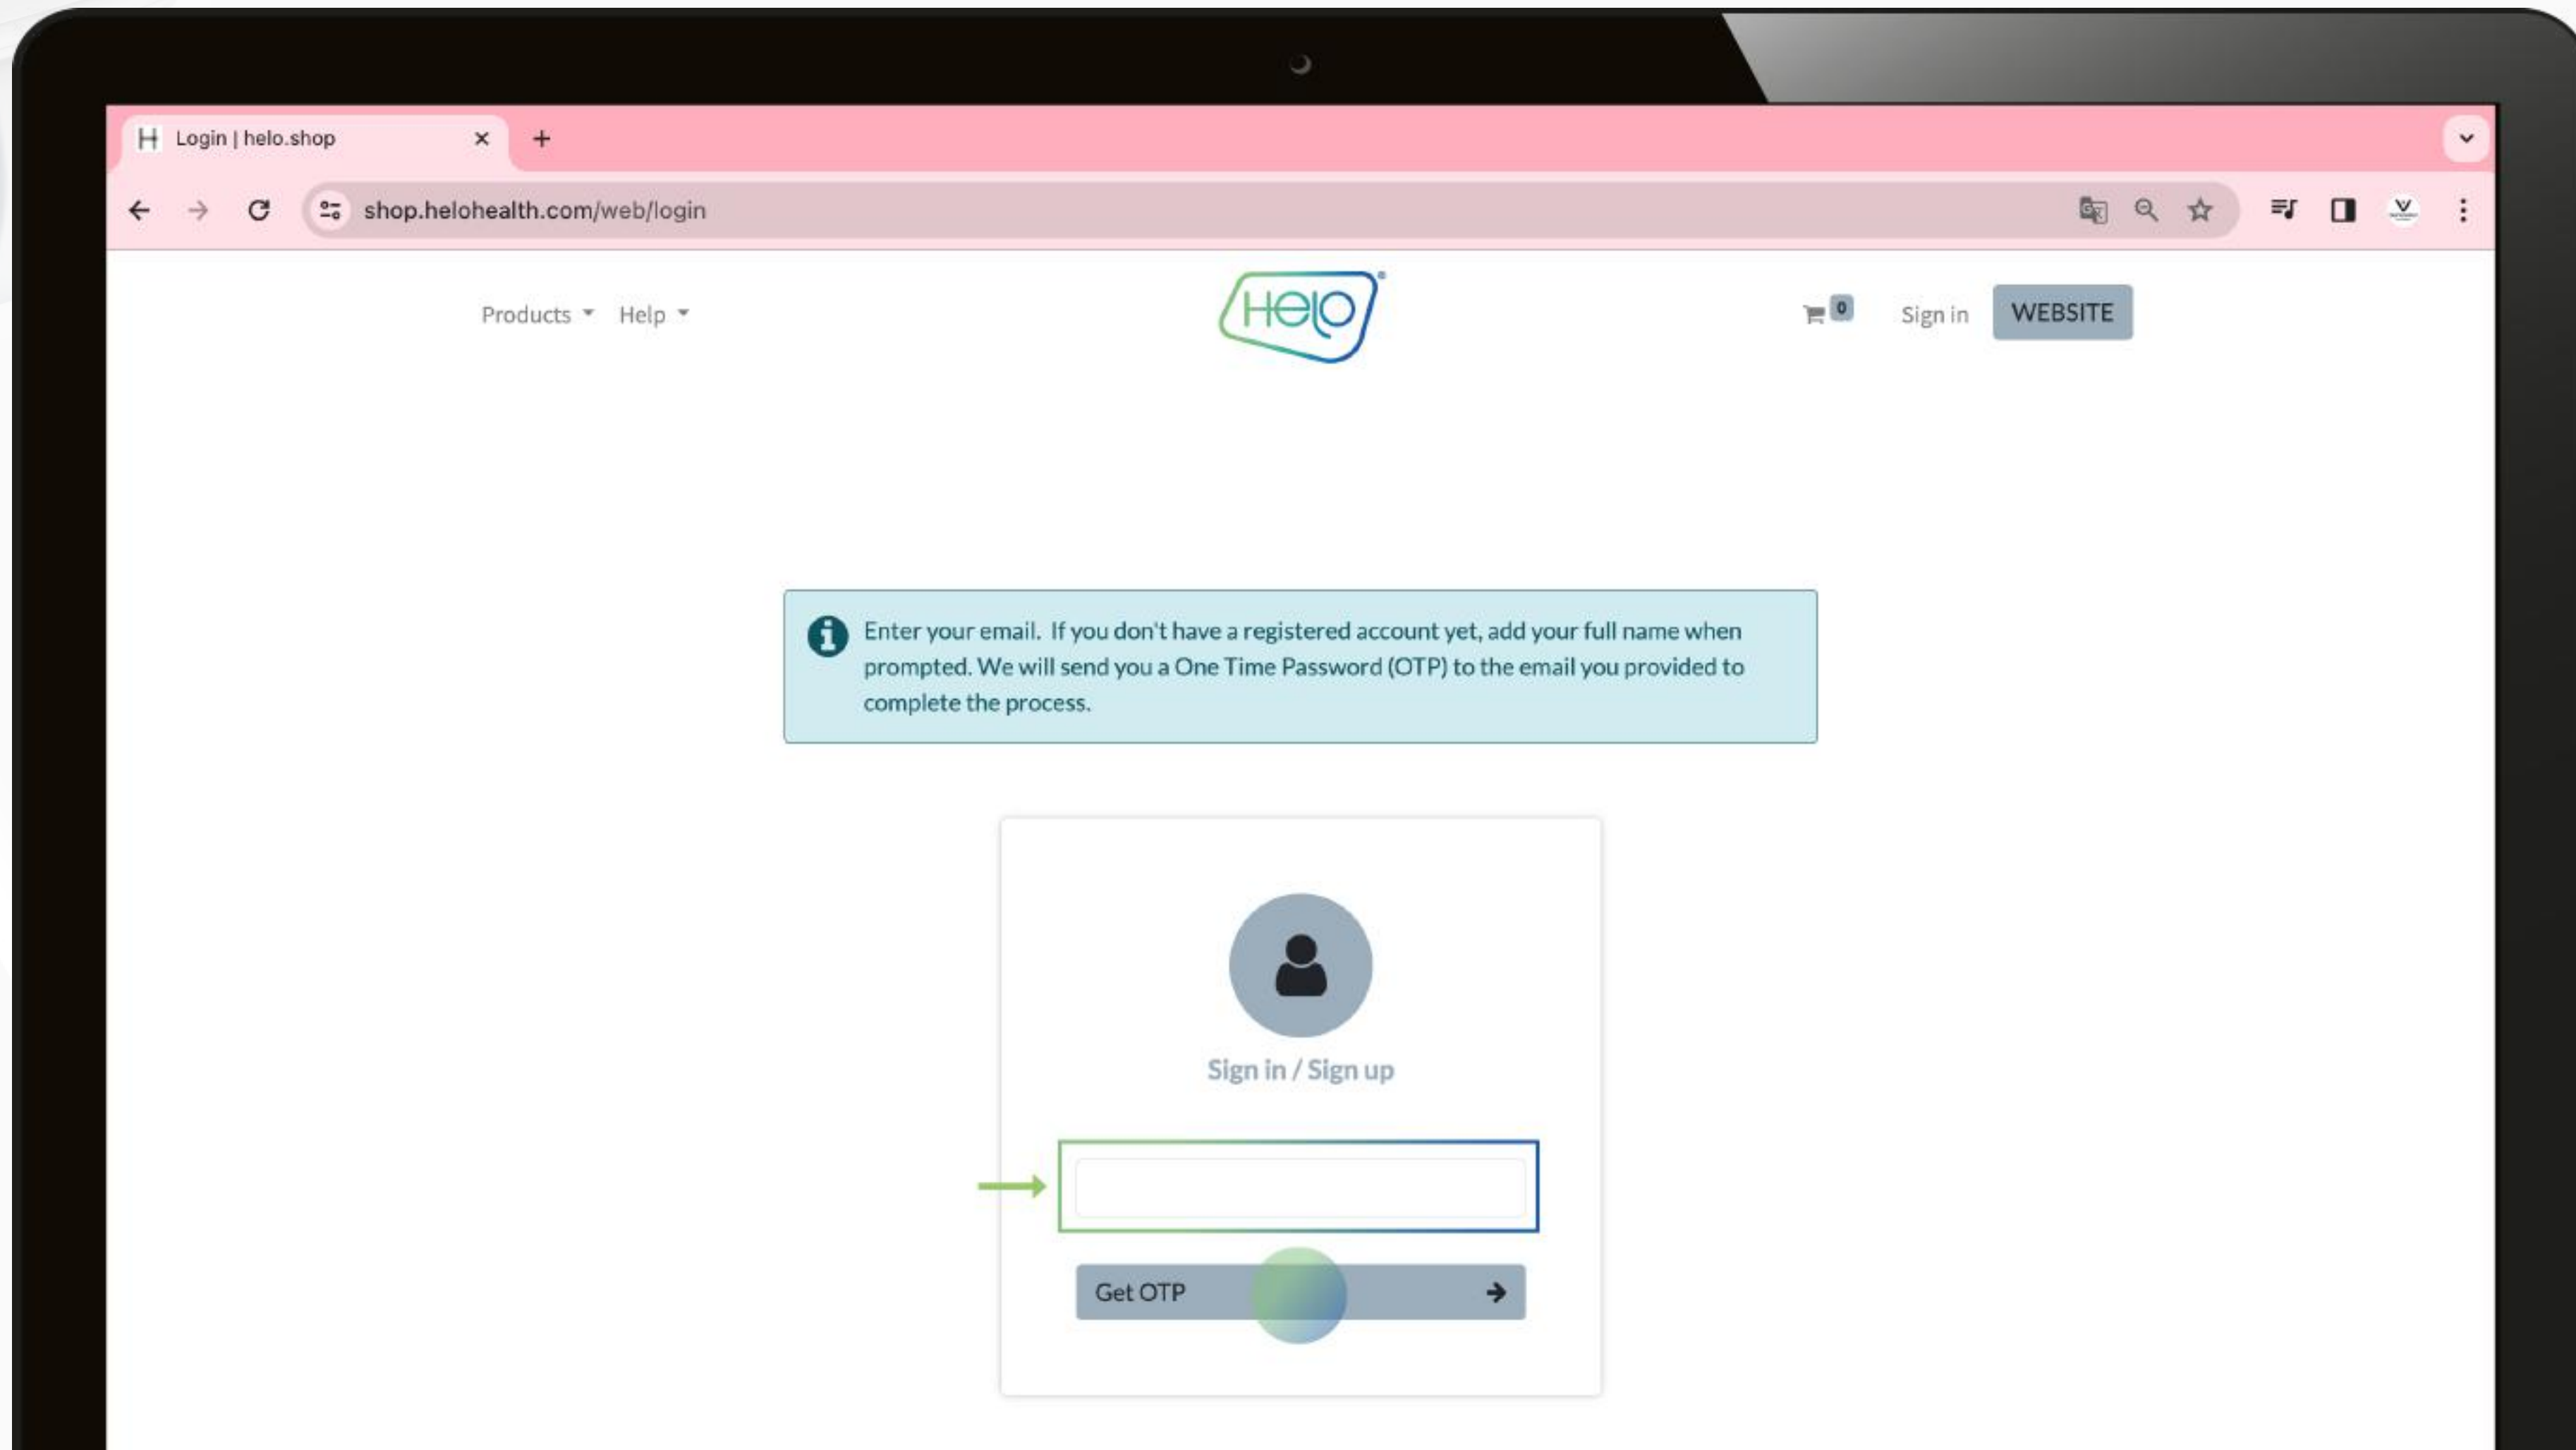 Login | helo.shop
shop.helohealth.com/web/login
Products Help
Helo
0 Sign in WEBSITE
Enter your email. If you don't have a registered account yet, add your full name when
prompted. We will send you a One Time Password (OTP) to the email you provided to
complete the process.
Sign in / Sign up
Get OTP